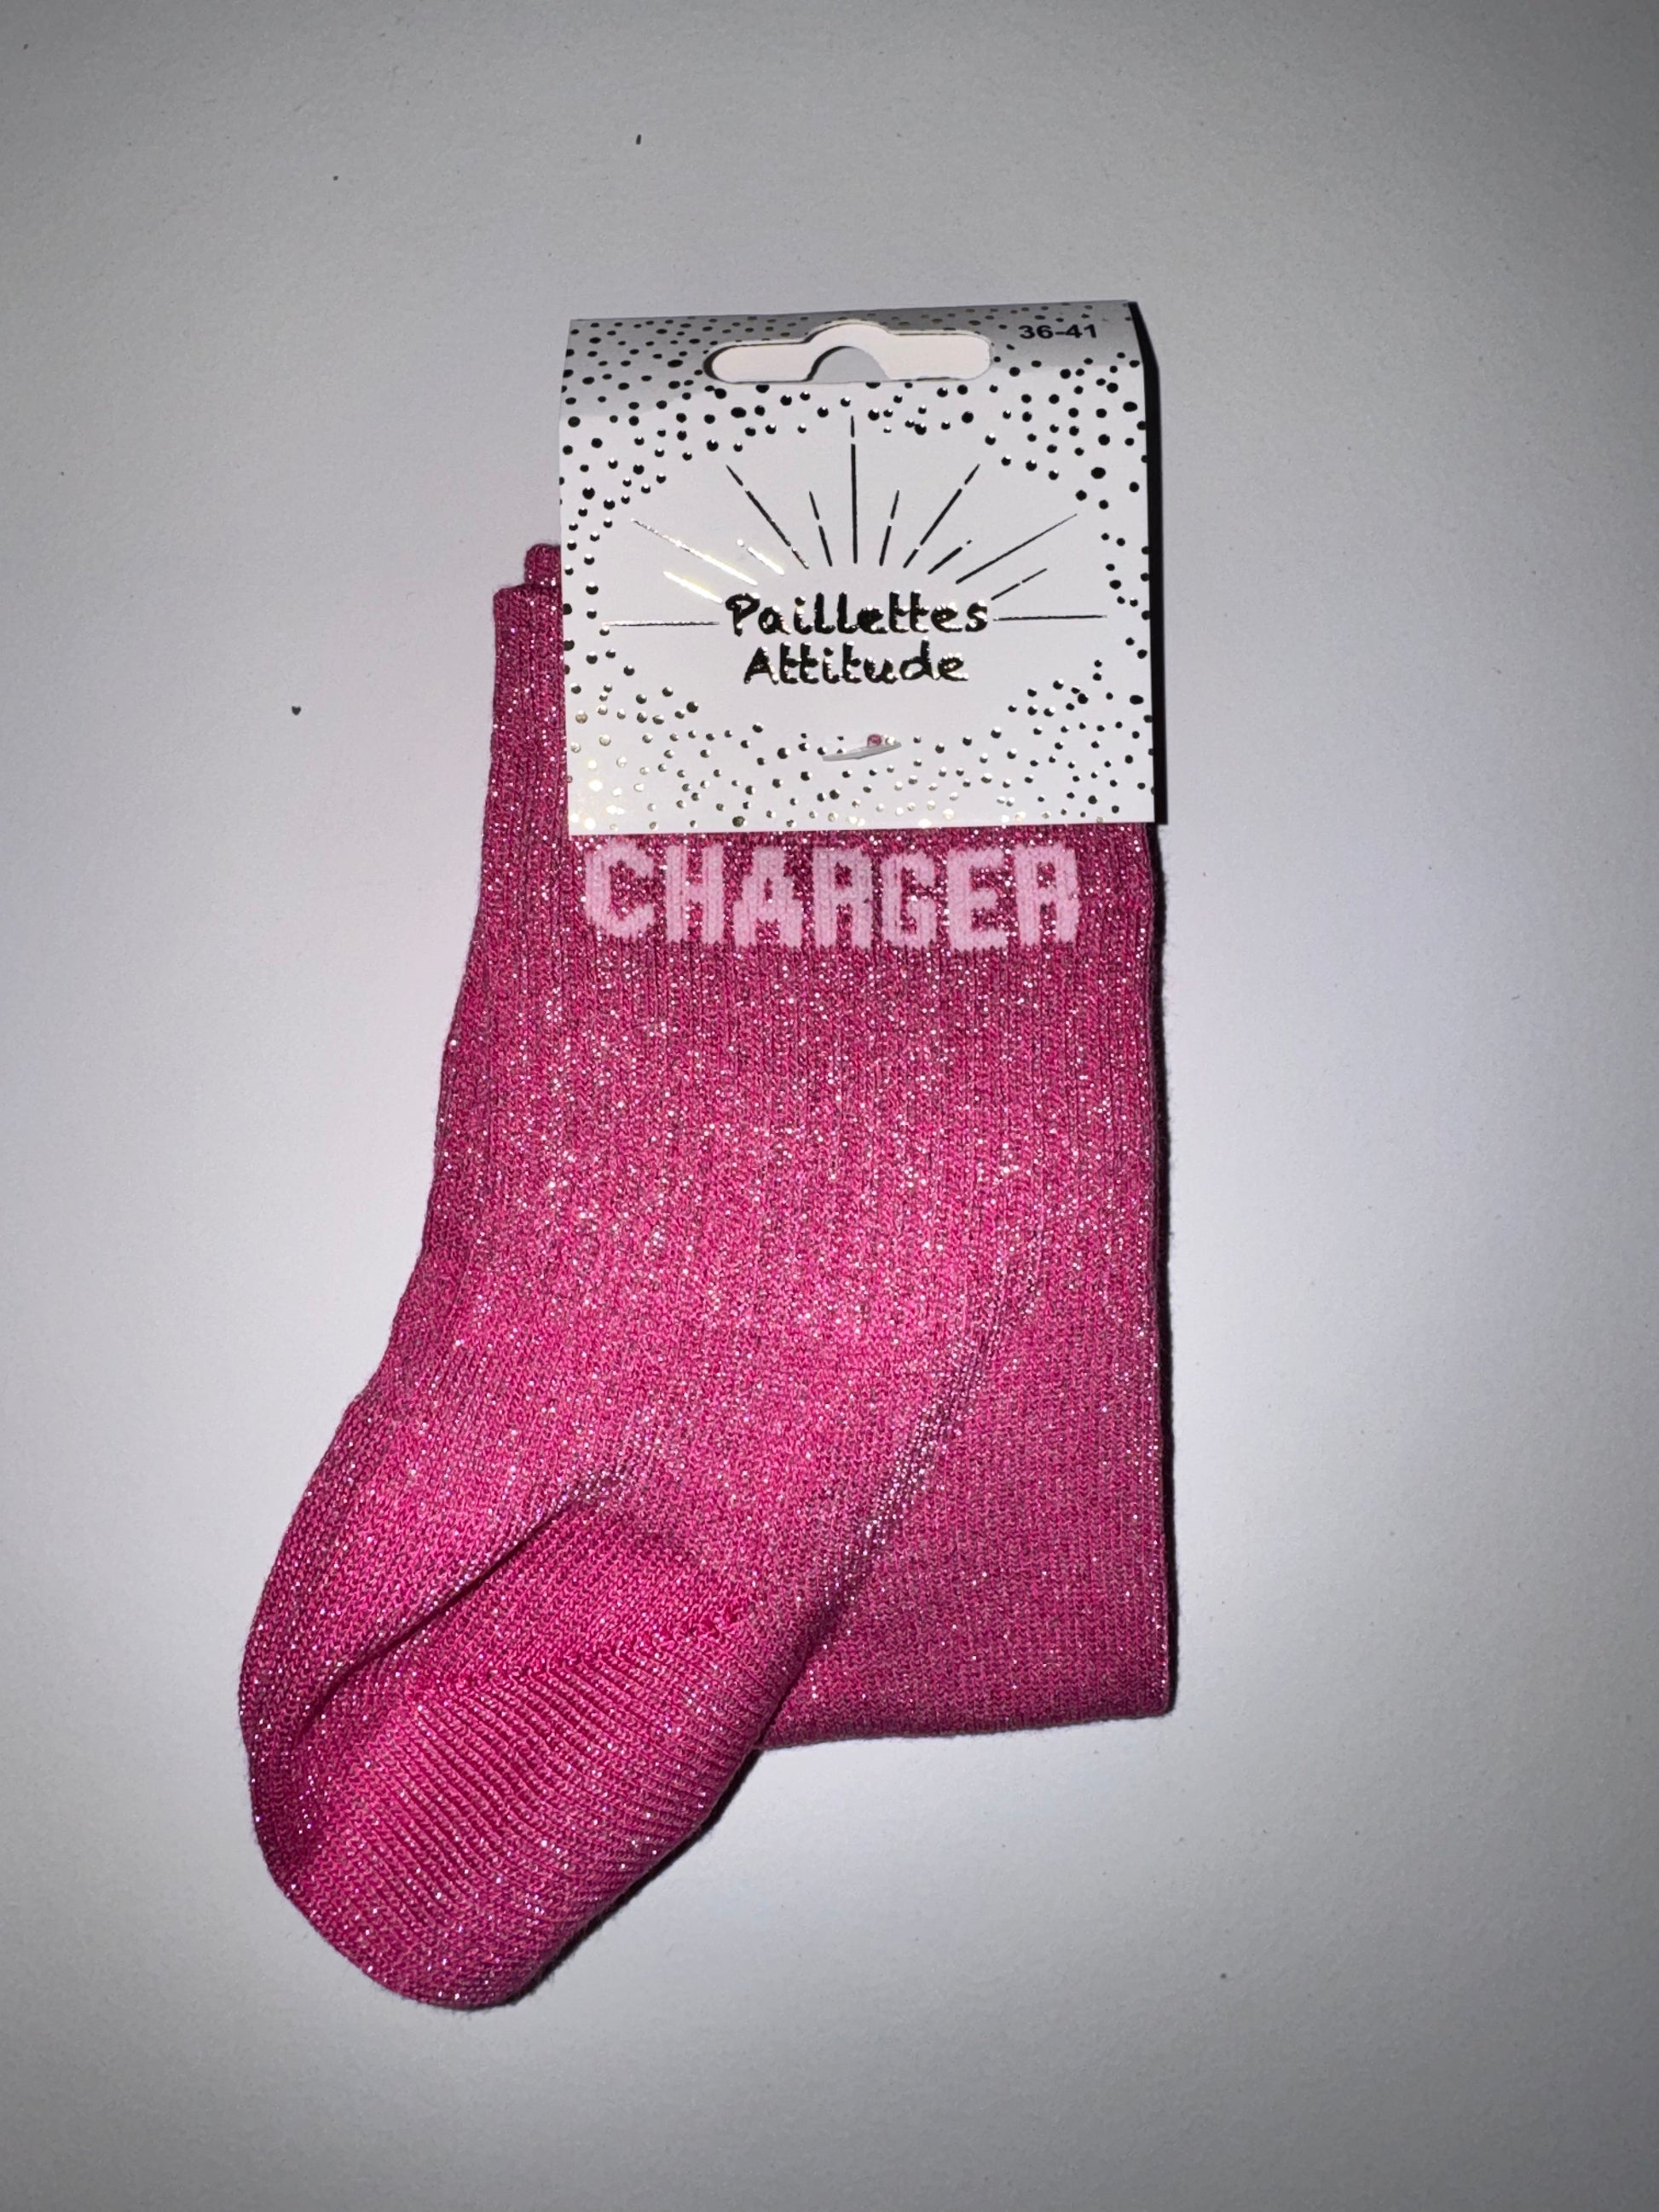 36-41
Paillettes
Attitude
CHARGER